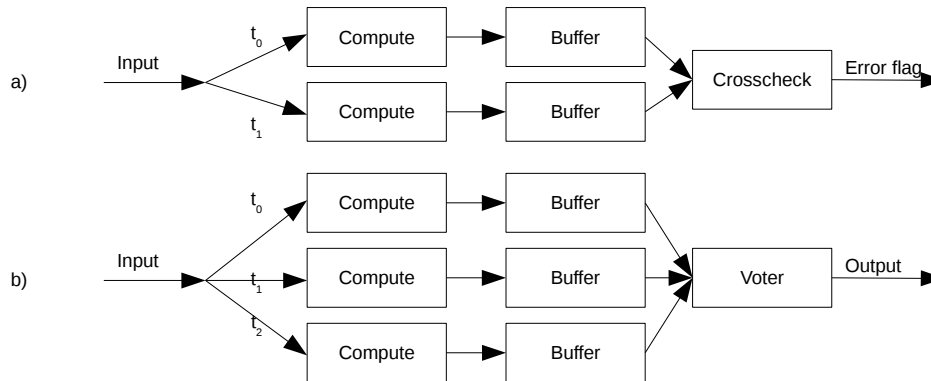 a)
Input
t0
t1
Compute
Buffer
Compute
Buffer
Crosscheck
Error flag
b)
Input
t0
t1
t2
Compute
Buffer
Compute
Buffer
Compute
Buffer
Voter
Output